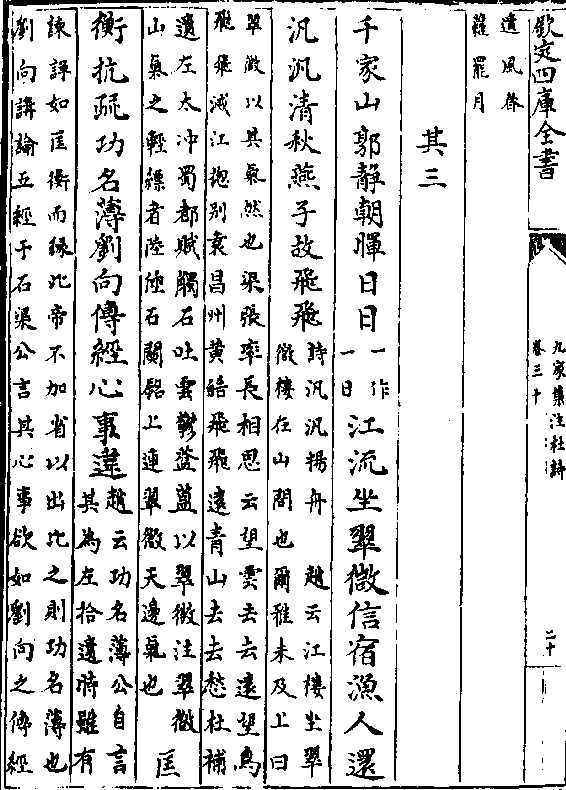 欽定四庫全書
九家集注杜詩
卷三十
二十
遺風春
蘿罷月
其三
千家山郭靜朝暉日日一作一日江流坐翠微信宿漁人還
汎汎清秋燕子故飛飛
詩汎汎揚舟 趙云江樓坐翠
微樓在山間也爾雅未及上曰
翠微以其氣然也梁張率長相思云望雲去去遠望鳥
飛飛滅江揔別袁昌州黄鵠飛飛遠青山去去愁杜補
遺左太冲蜀都賦觸石吐雲鬱葐蒀以翠微注翠微
山氣之輕縹者陸倕石闕銘上連翠微天邊氣也
匡
衡抗疏功名薄劉向傳經心事違
趙云功名薄公自言
其為左拾遺時雖有
諫諍如匡衡而縁此帝不加省以出比之則功名薄也
劉向講論五經于石渠公言其心事欲如劉向之傳經